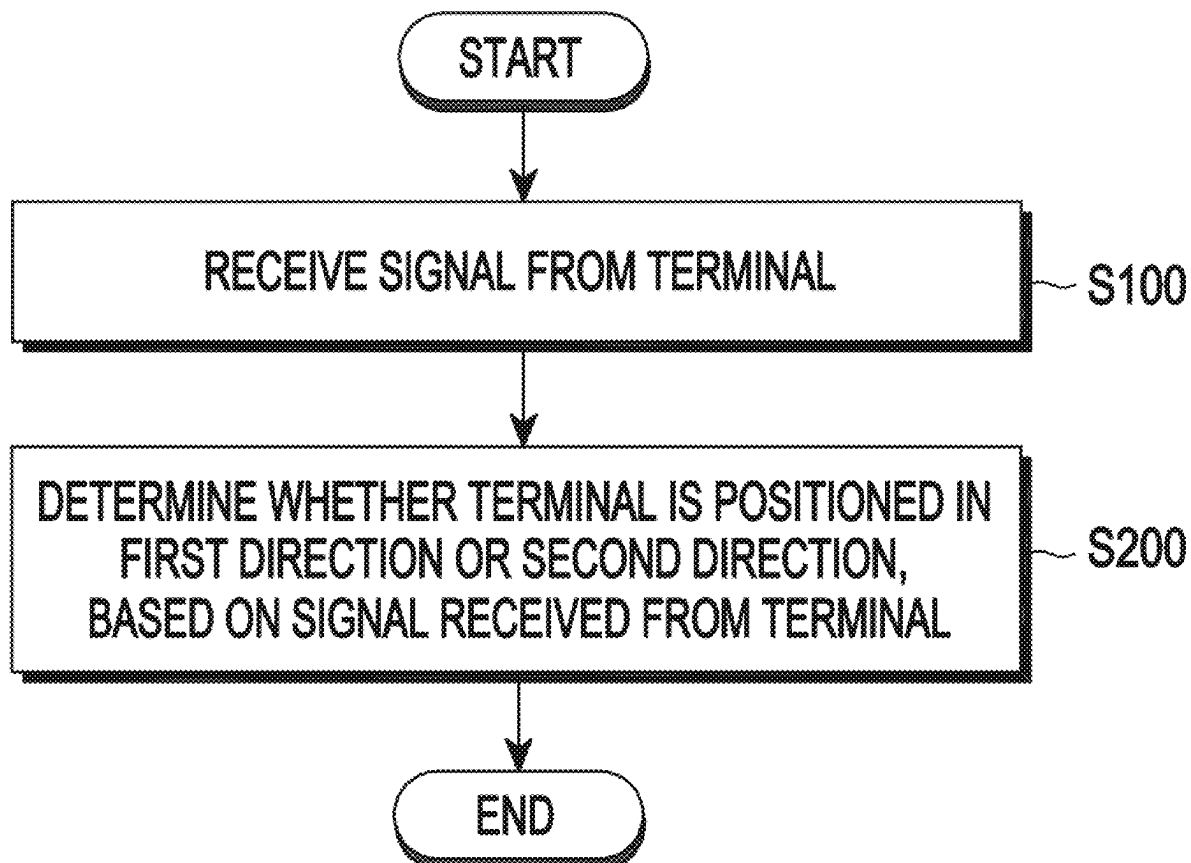 START
RECEIVE SIGNAL FROM TERMINAL
S100
DETERMINE WHETHER TERMINAL IS POSITIONED IN
FIRST DIRECTION OR SECOND DIRECTION,
BASED ON SIGNAL RECEIVED FROM TERMINAL
S200
END